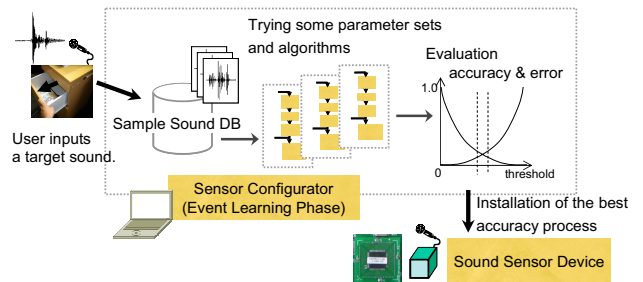 Trying some parameter sets
and algorithms
Evaluation
accuracy & error
1.0
0
threshold
User inputs
a target sound.
Sample Sound DB
Sensor Configurator
(Event Learning Phase)
Installation of the best
accuracy process
Sound Sensor Device